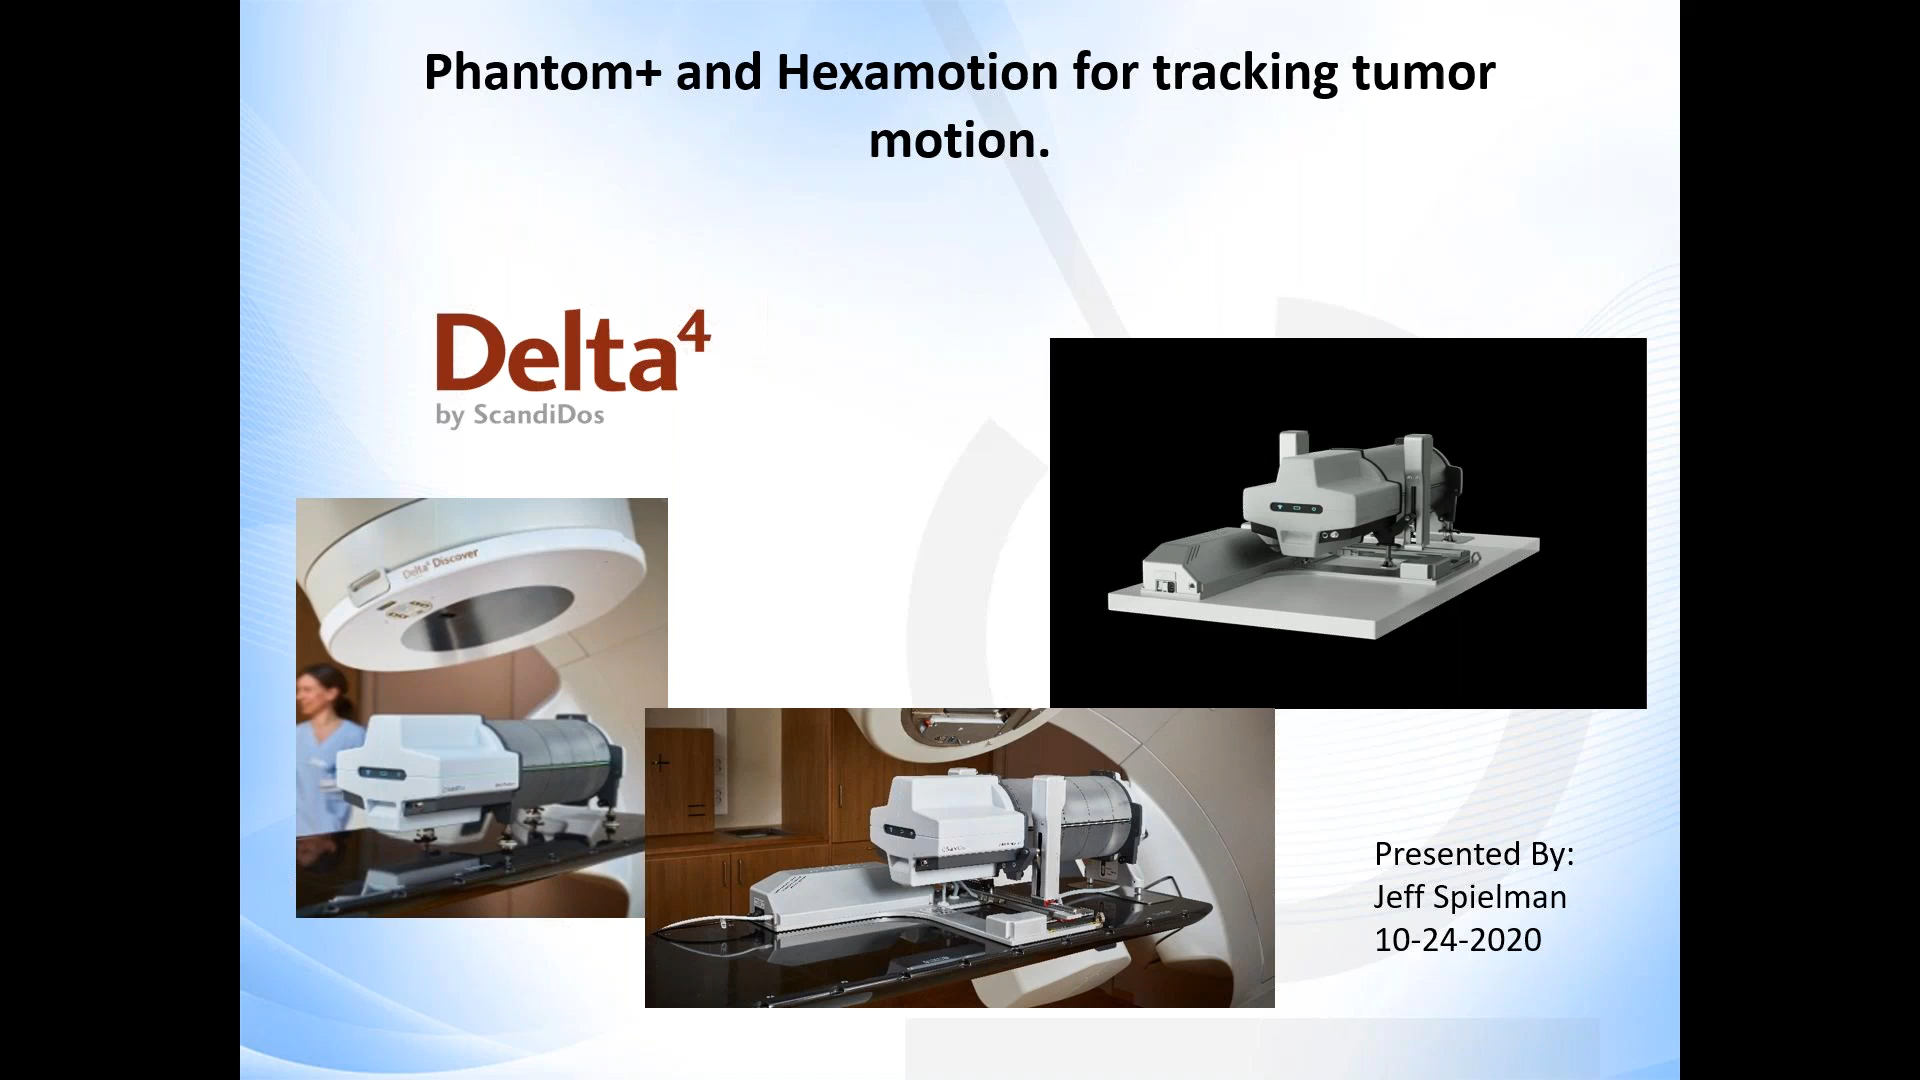 Phantom+ and Hexamotion for tracking tumor
motion.
Delta⁴
by ScandiDos
Delta⁴ Discover
Presented By:
Jeff Spielman
10-24-2020